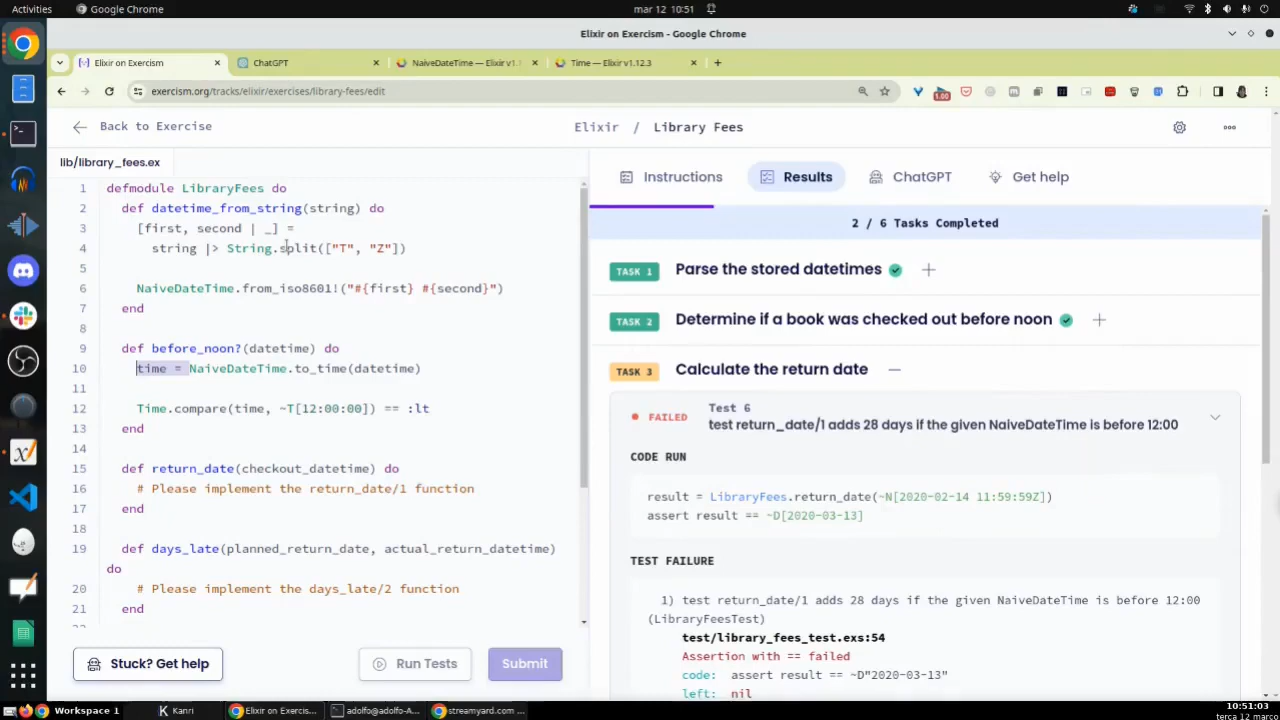 Activities
Google Chrome
mar 12 10:51
Elixir on Exercism - Google Chrome
Elixir on Exercism
ChatGPT
NaiveDateTime — Elixir v1.
Time — Elixir v1.12.3
exercism.org/tracks/elixir/exercises/library-fees/edit
1.00
Back to Exercise
Elixir / Library Fees
lib/library_fees.ex
1 defmodule LibraryFees do
2 def datetime_from_string(string) do
3 [first, second | _] =
4 string |> String.split(["T", "Z"])
5
6 NaiveDateTime.from_iso8601!("#{first} #{second}")
7 end
8
9 def before_noon?(datetime) do
10 time = NaiveDateTime.to_time(datetime)
11
12 Time.compare(time, ~T[12:00:00]) == :lt
13 end
14
15 def return_date(checkout_datetime) do
16 # Please implement the return_date/1 function
17 end
18
19 def days_late(planned_return_date, actual_return_datetime)
do
20 # Please implement the days_late/2 function
21 end
Stuck? Get help
Run Tests
Submit
Instructions
Results
ChatGPT
Get help
2 / 6 Tasks Completed
TASK 1 Parse the stored datetimes
TASK 2 Determine if a book was checked out before noon
TASK 3 Calculate the return date
FAILED
Test 6
test return_date/1 adds 28 days if the given NaiveDateTime is before 12:00
CODE RUN
result = LibraryFees.return_date(~N[2020-02-14 11:59:59Z])
assert result == ~D[2020-03-13]
TEST FAILURE
1) test return_date/1 adds 28 days if the given NaiveDateTime is before 12:00
(LibraryFeesTest)
test/library_fees_test.exs:54
Assertion with == failed
code: assert result == ~D"2020-03-13"
left: nil
Workspace 1
Kanri
Elixir on Exercis...
adolfo@adolfo-A...
streamyard.com ...
10:51:03
terça 12 março